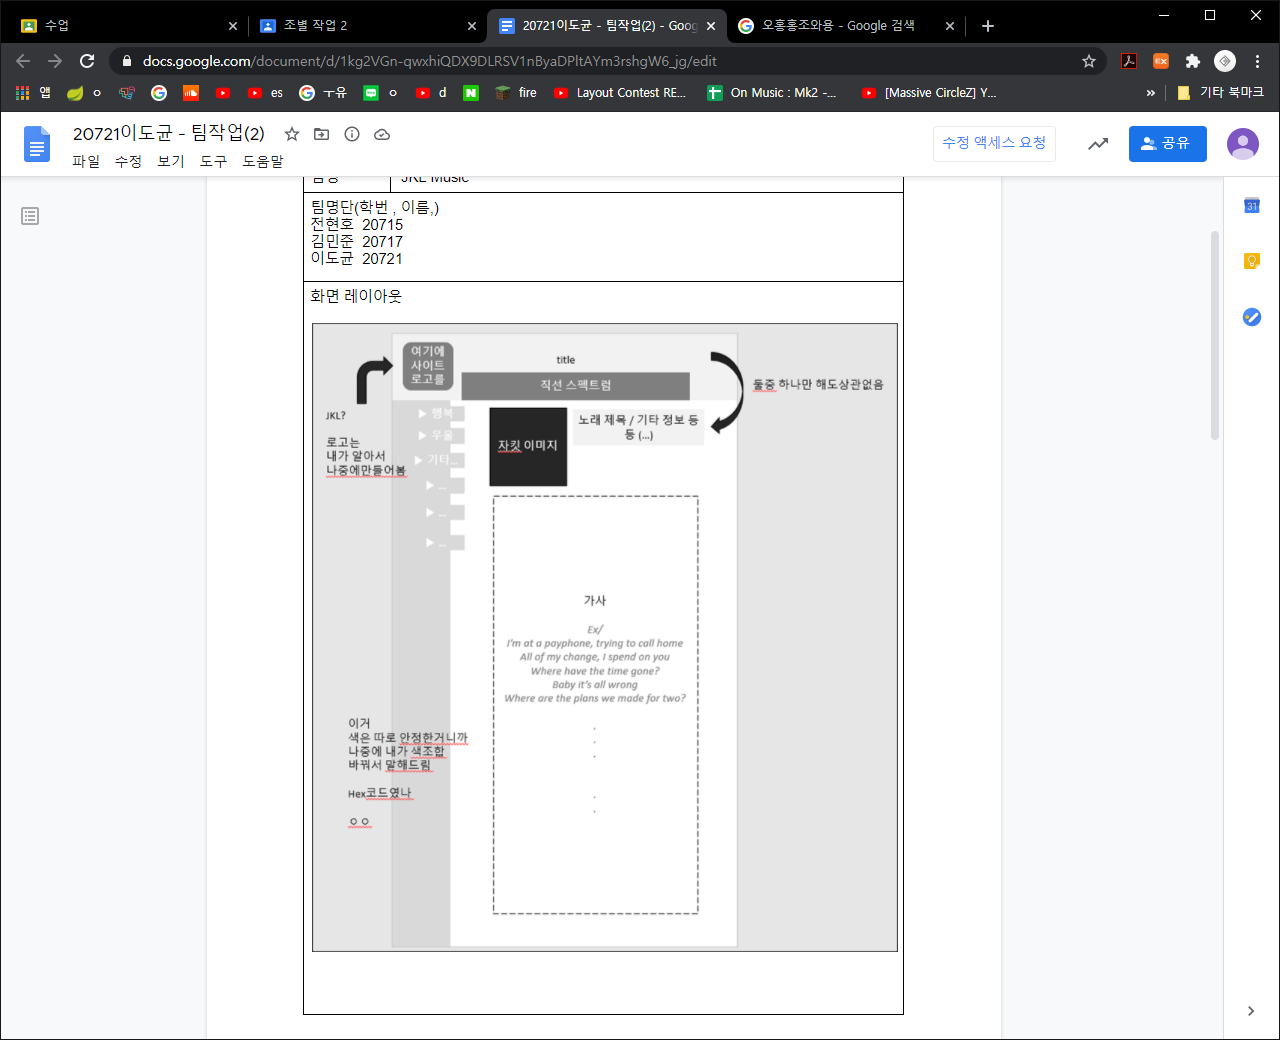 수업
조별 작업 2
20721이도균 - 팀작업(2) - Goog
오홍홍조와용 - Google 검색
docs.google.com/document/d/1kg2VGn-qwxhiQDX9DLRSV1nByaDPltAYm3rshgW6_jg/edit
앱
ㅇ
es
ㅜ유
ㅇ
d
fire
Layout Contest RE...
On Music : Mk2 -...
[Massive CircleZ] Y...
»
기타 북마크
20721이도균 - 팀작업(2)
파일 수정 보기 도구 도움말
수정 액세스 요청
공유
31
JKL Music
팀명단(학번 , 이름,)
전현호 20715
김민준 20717
이도균 20721
화면 레이아웃
여기에
사이트
로고를
title
직선 스펙트럼
둘중 하나만 해도상관없음
JKL?
로고는
내가 알아서
나중에만들어봄
▶ 행복
▶ 우울
▶ 기타...
▶ ...
▶ ...
▶ ...
자킷 이미지
노래 제목 / 기타 정보 등
등 (...)
가사
Ex/
I'm at a payphone, trying to call home
All of my change, I spend on you
Where have the time gone?
Baby it's all wrong
Where are the plans we made for two?
.
.
.
.
.
이거
색은 따로 안정한거니까
나중에 내가 색조합
바꿔서 말해드림
Hex코드였나
ㅇㅇ